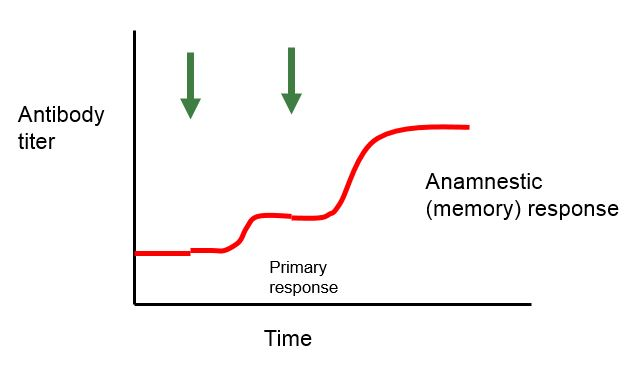 Antibody
titer
Anamnestic
(memory) response
Primary
response
Time